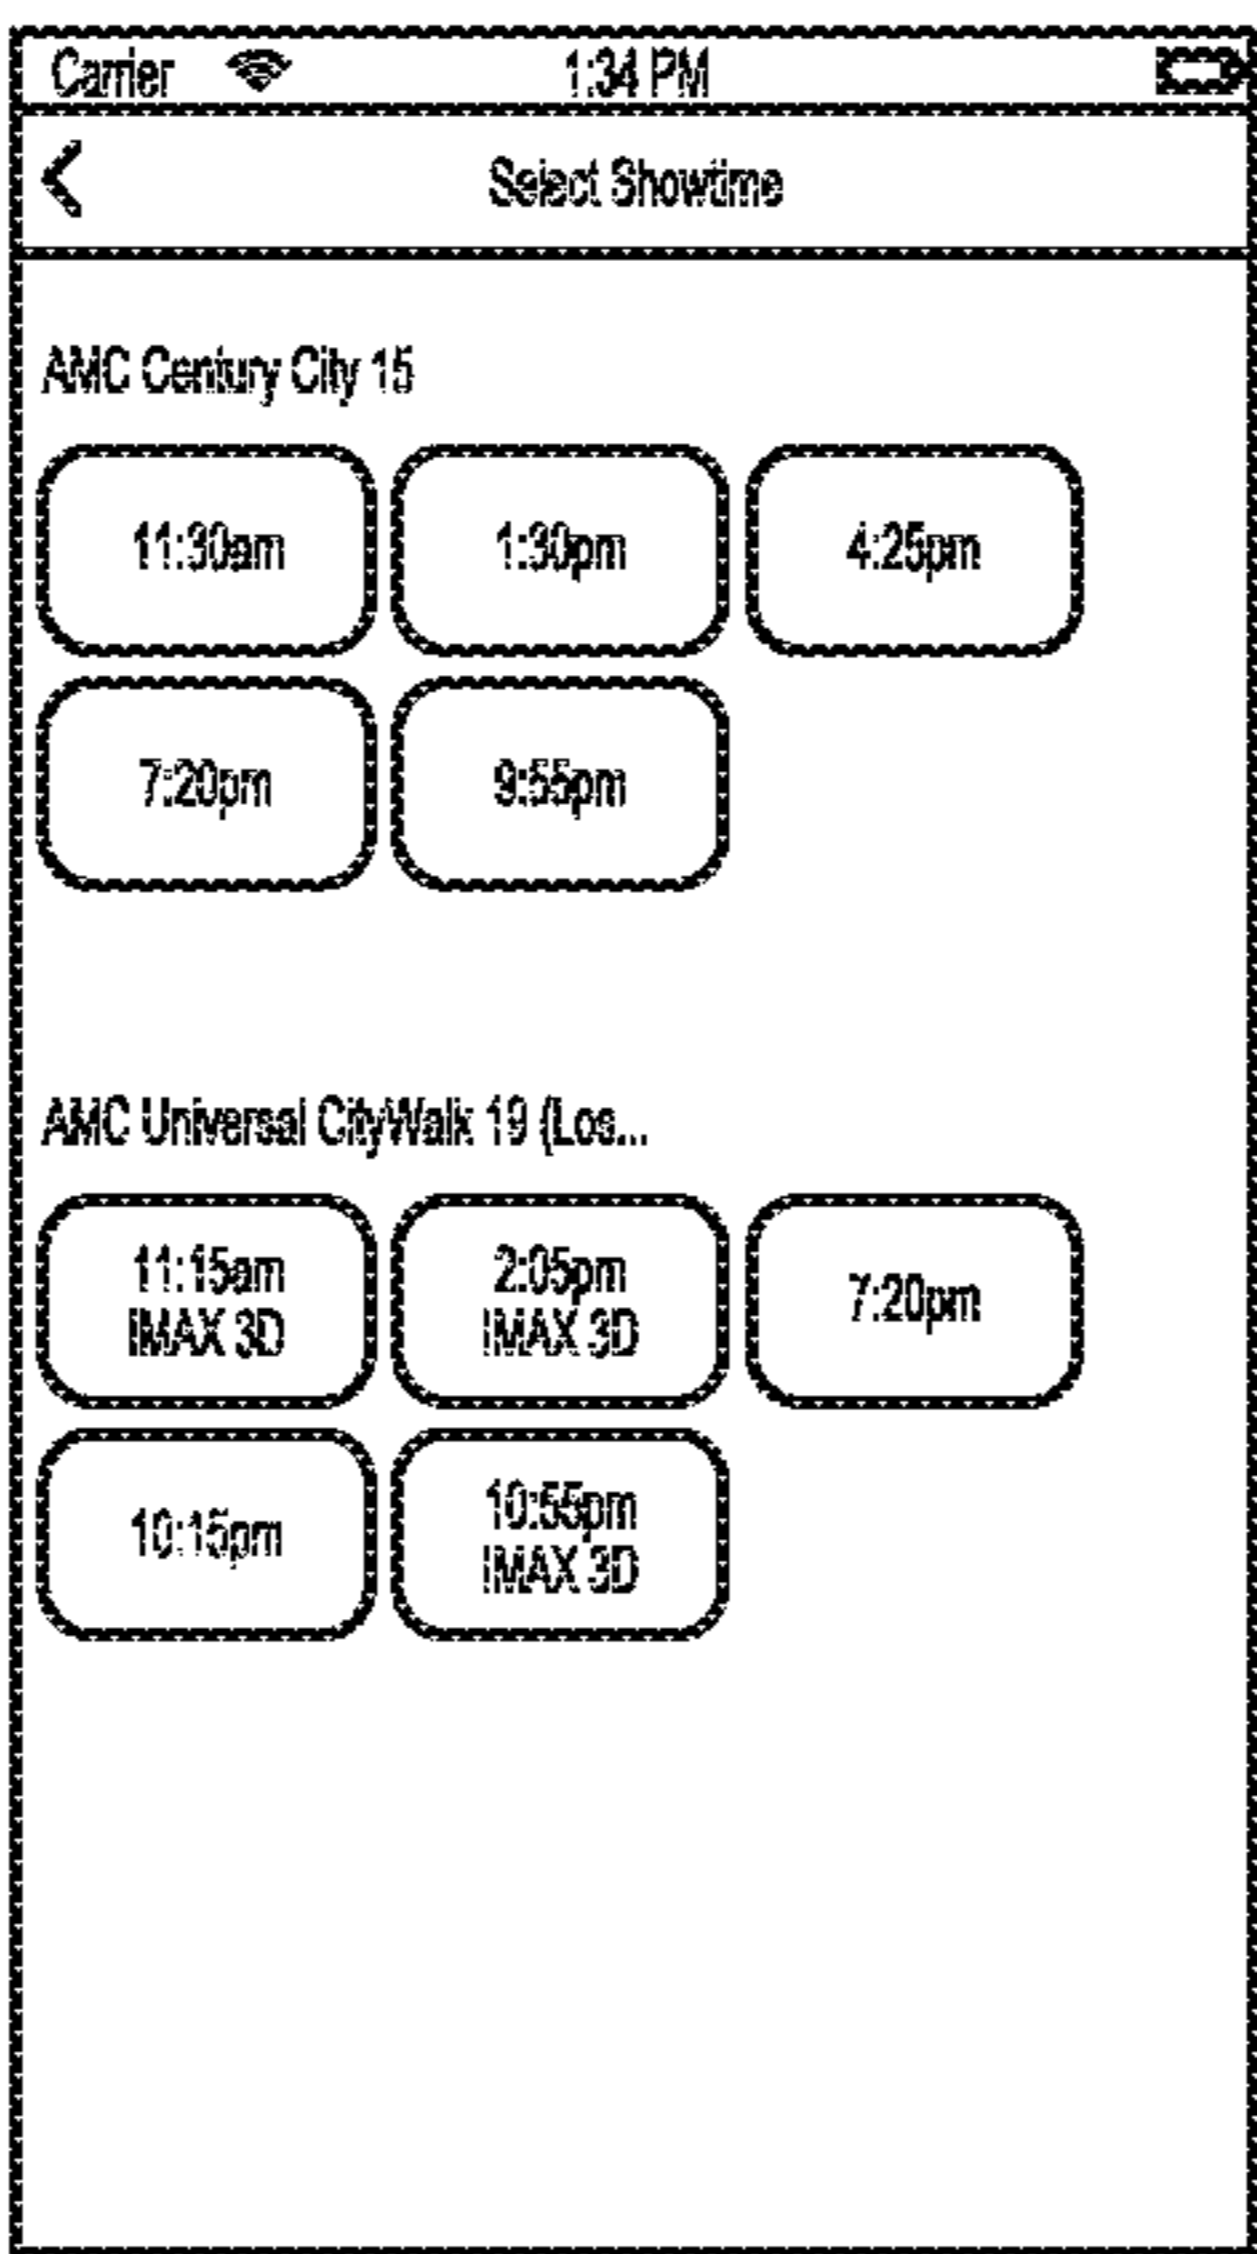 Carrier 1:34 PM
Select Showtime
AMC Century City 15
11:30am 1:30pm 4:25pm
7:20pm 9:55pm
AMC Universal CityWalk 19 (Los...
11:15am 2:05pm 7:20pm
IMAX 3D IMAX 3D
10:15pm 10:55pm
IMAX 3D